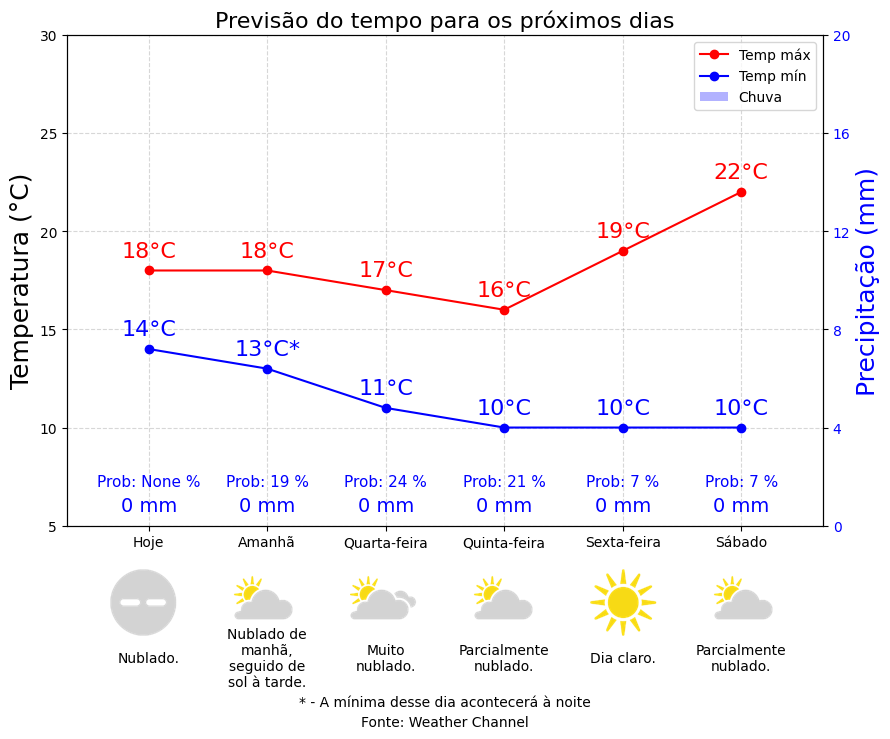 Previsão do tempo para os próximos dias
Temp máx
Temp mín
Chuva
Temperatura (°C)
30
25
20
15
10
5
Precipitação (mm)
20
16
12
8
4
0
18°C 18°C 17°C 16°C 19°C 22°C
14°C 13°C* 11°C 10°C 10°C 10°C
Prob: None % Prob: 19 % Prob: 24 % Prob: 21 % Prob: 7 % Prob: 7 %
0 mm 0 mm 0 mm 0 mm 0 mm 0 mm
Hoje Amanhã Quarta-feira Quinta-feira Sexta-feira Sábado
Nublado.
Nublado de
manhã,
seguido de
sol à tarde.
Muito
nublado.
Parcialmente
nublado.
Dia claro.
Parcialmente
nublado.
* - A mínima desse dia acontecerá à noite
Fonte: Weather Channel